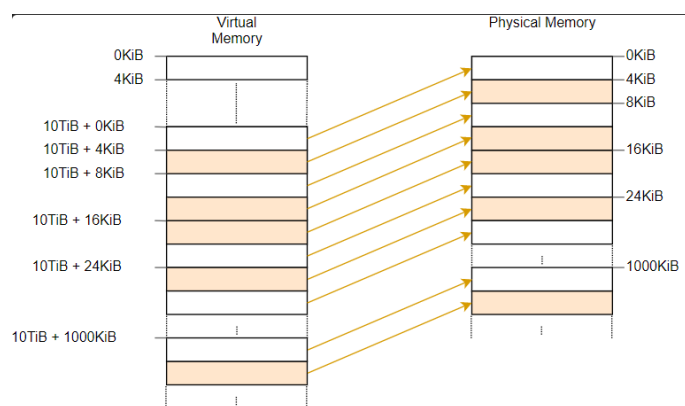 Virtual
Memory
Physical Memory
0KiB
4KiB
10TiB + 0KiB
10TiB + 4KiB
10TiB + 8KiB
10TiB + 16KiB
10TiB + 24KiB
10TiB + 1000KiB
0KiB
4KiB
8KiB
16KiB
24KiB
1000KiB